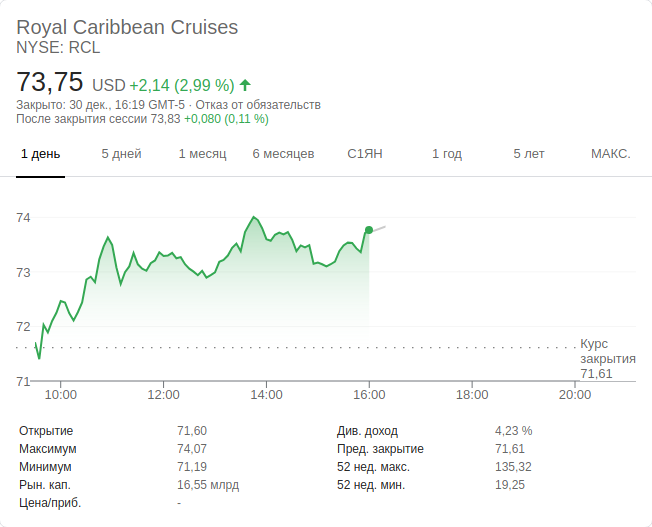 Royal Caribbean Cruises
NYSE: RCL
73,75 USD +2,14 (2,99 %)
Закрыто: 30 дек., 16:19 GMT-5 · Отказ от обязательств
После закрытия сессии 73,83 +0,080 (0,11 %)
1 день 5 дней 1 месяц 6 месяцев С1ЯН 1 год 5 лет МАКС.
74
73
72
71
Курс
закрытия
71,61
10:00 12:00 14:00 16:00 18:00 20:00
Открытие 71,60 Див. доход 4,23 %
Максимум 74,07 Пред. закрытие 71,61
Минимум 71,19 52 нед. макс. 135,32
Рын. кап. 16,55 млрд 52 нед. мин. 19,25
Цена/приб. -